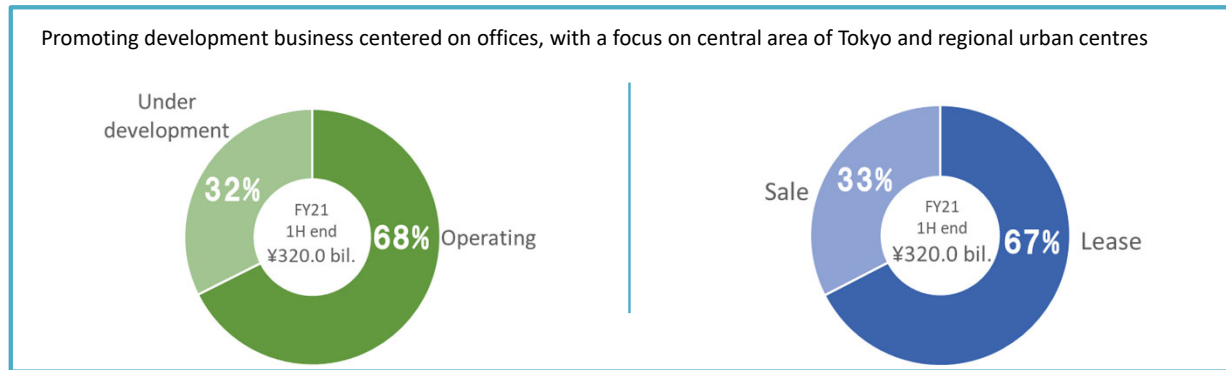 Promoting development business centered on offices, with a focus on central area of Tokyo and regional urban centres
Under
development
32%
FY21
1H end
¥320.0 bil.
68%
Operating
Sale
33%
FY21
1H end
¥320.0 bil.
67%
Lease